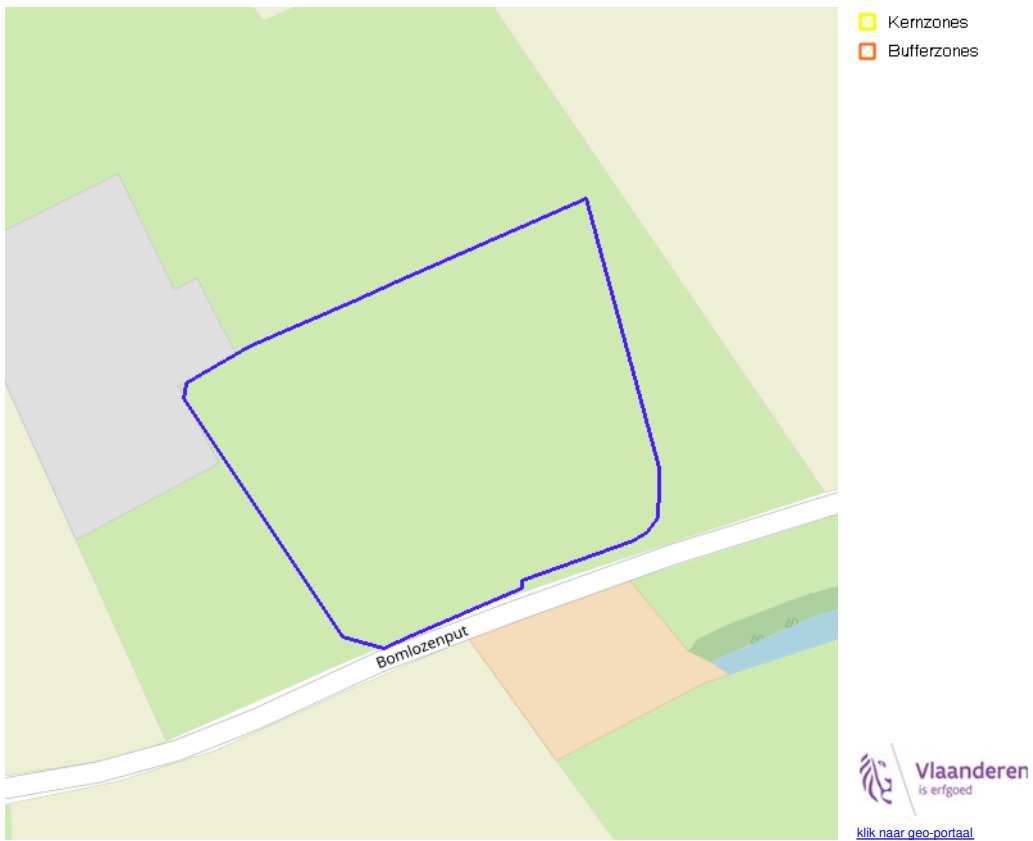 Kernzones
Bufferzones
Bomlozenput
Vlaanderen
is erfgoed
klik naar geo-portaal